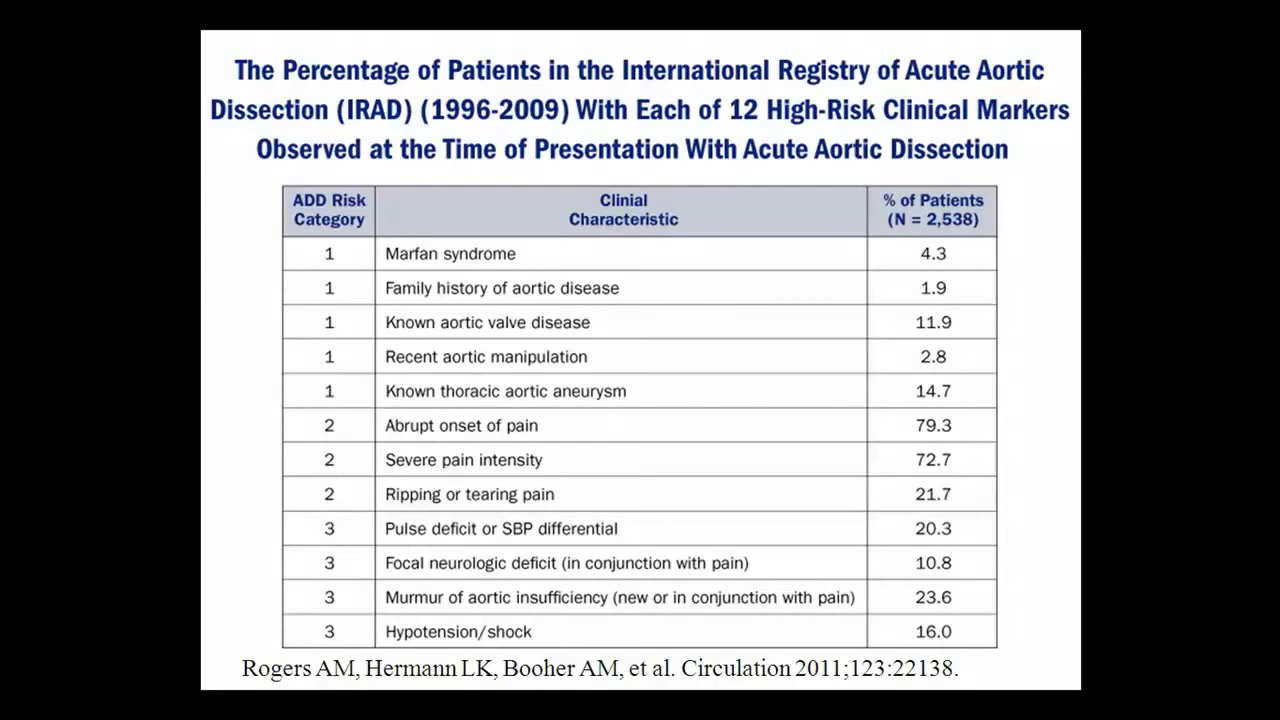 The Percentage of Patients in the International Registry of Acute Aortic
Dissection (IRAD) (1996-2009) With Each of 12 High-Risk Clinical Markers
Observed at the Time of Presentation With Acute Aortic Dissection
ADD Risk Category Clinial Characteristic % of Patients (N = 2,538)
1 Marfan syndrome 4.3
1 Family history of aortic disease 1.9
1 Known aortic valve disease 11.9
1 Recent aortic manipulation 2.8
1 Known thoracic aortic aneurysm 14.7
2 Abrupt onset of pain 79.3
2 Severe pain intensity 72.7
2 Ripping or tearing pain 21.7
3 Pulse deficit or SBP differential 20.3
3 Focal neurologic deficit (in conjunction with pain) 10.8
3 Murmur of aortic insufficiency (new or in conjunction with pain) 23.6
3 Hypotension/shock 16.0
Rogers AM, Hermann LK, Booher AM, et al. Circulation 2011;123:22138.